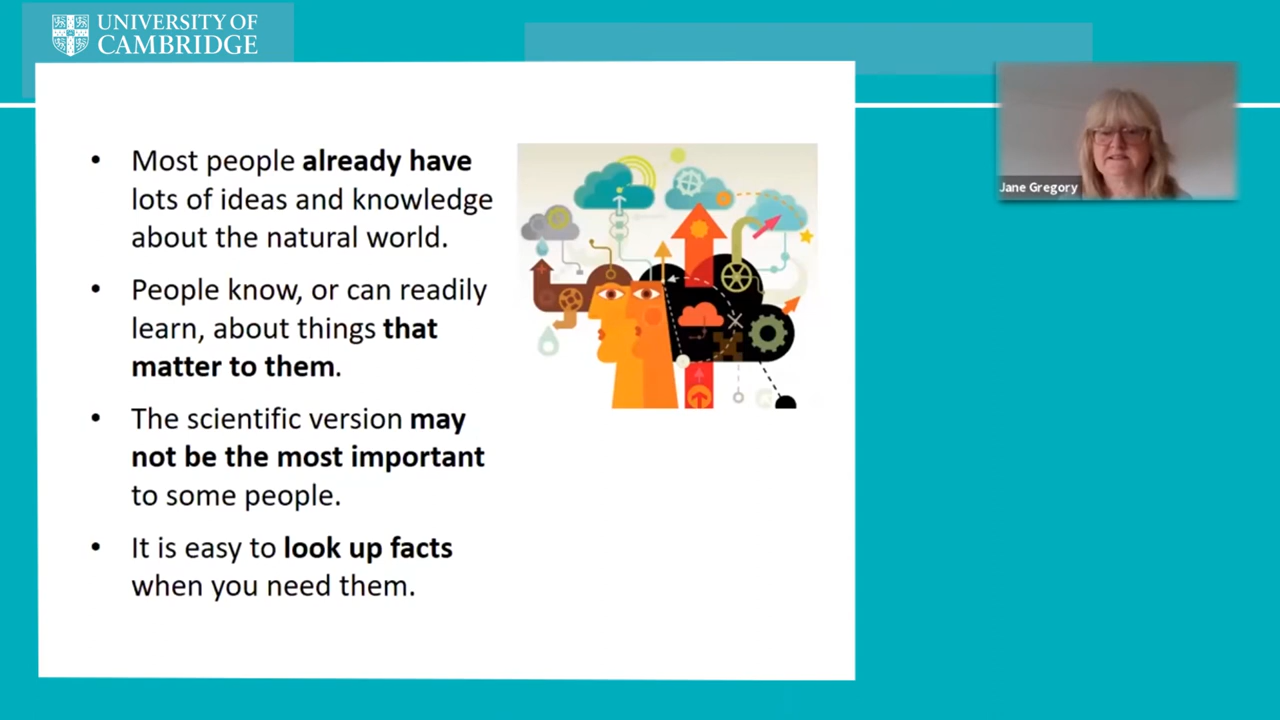 UNIVERSITY OF
CAMBRIDGE
• Most people already have
lots of ideas and knowledge
about the natural world.
• People know, or can readily
learn, about things that
matter to them.
• The scientific version may
not be the most important
to some people.
• It is easy to look up facts
when you need them.
Jane Gregory